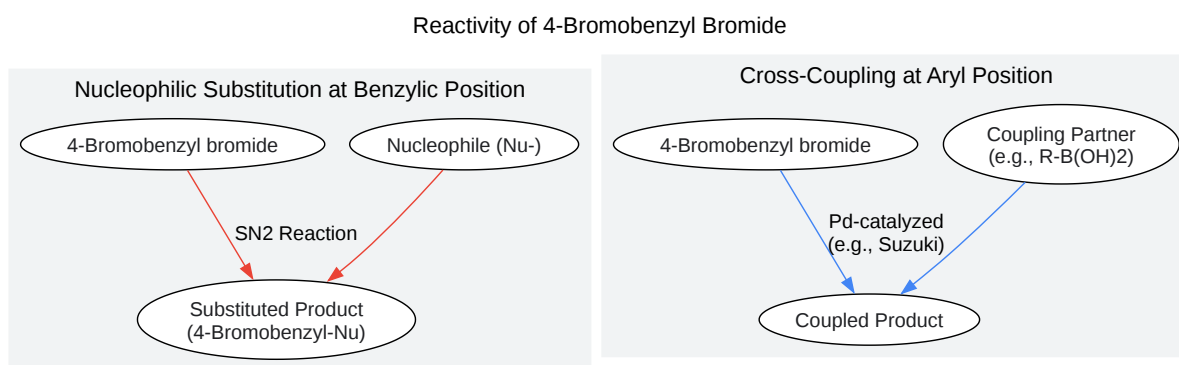 Reactivity of 4-Bromobenzyl Bromide
Nucleophilic Substitution at Benzylic Position
4-Bromobenzyl bromide
Nucleophile (Nu-)
SN2 Reaction
Substituted Product
(4-Bromobenzyl-Nu)
Cross-Coupling at Aryl Position
4-Bromobenzyl bromide
Coupling Partner
(e.g., R-B(OH)2)
Pd-catalyzed
(e.g., Suzuki)
Coupled Product